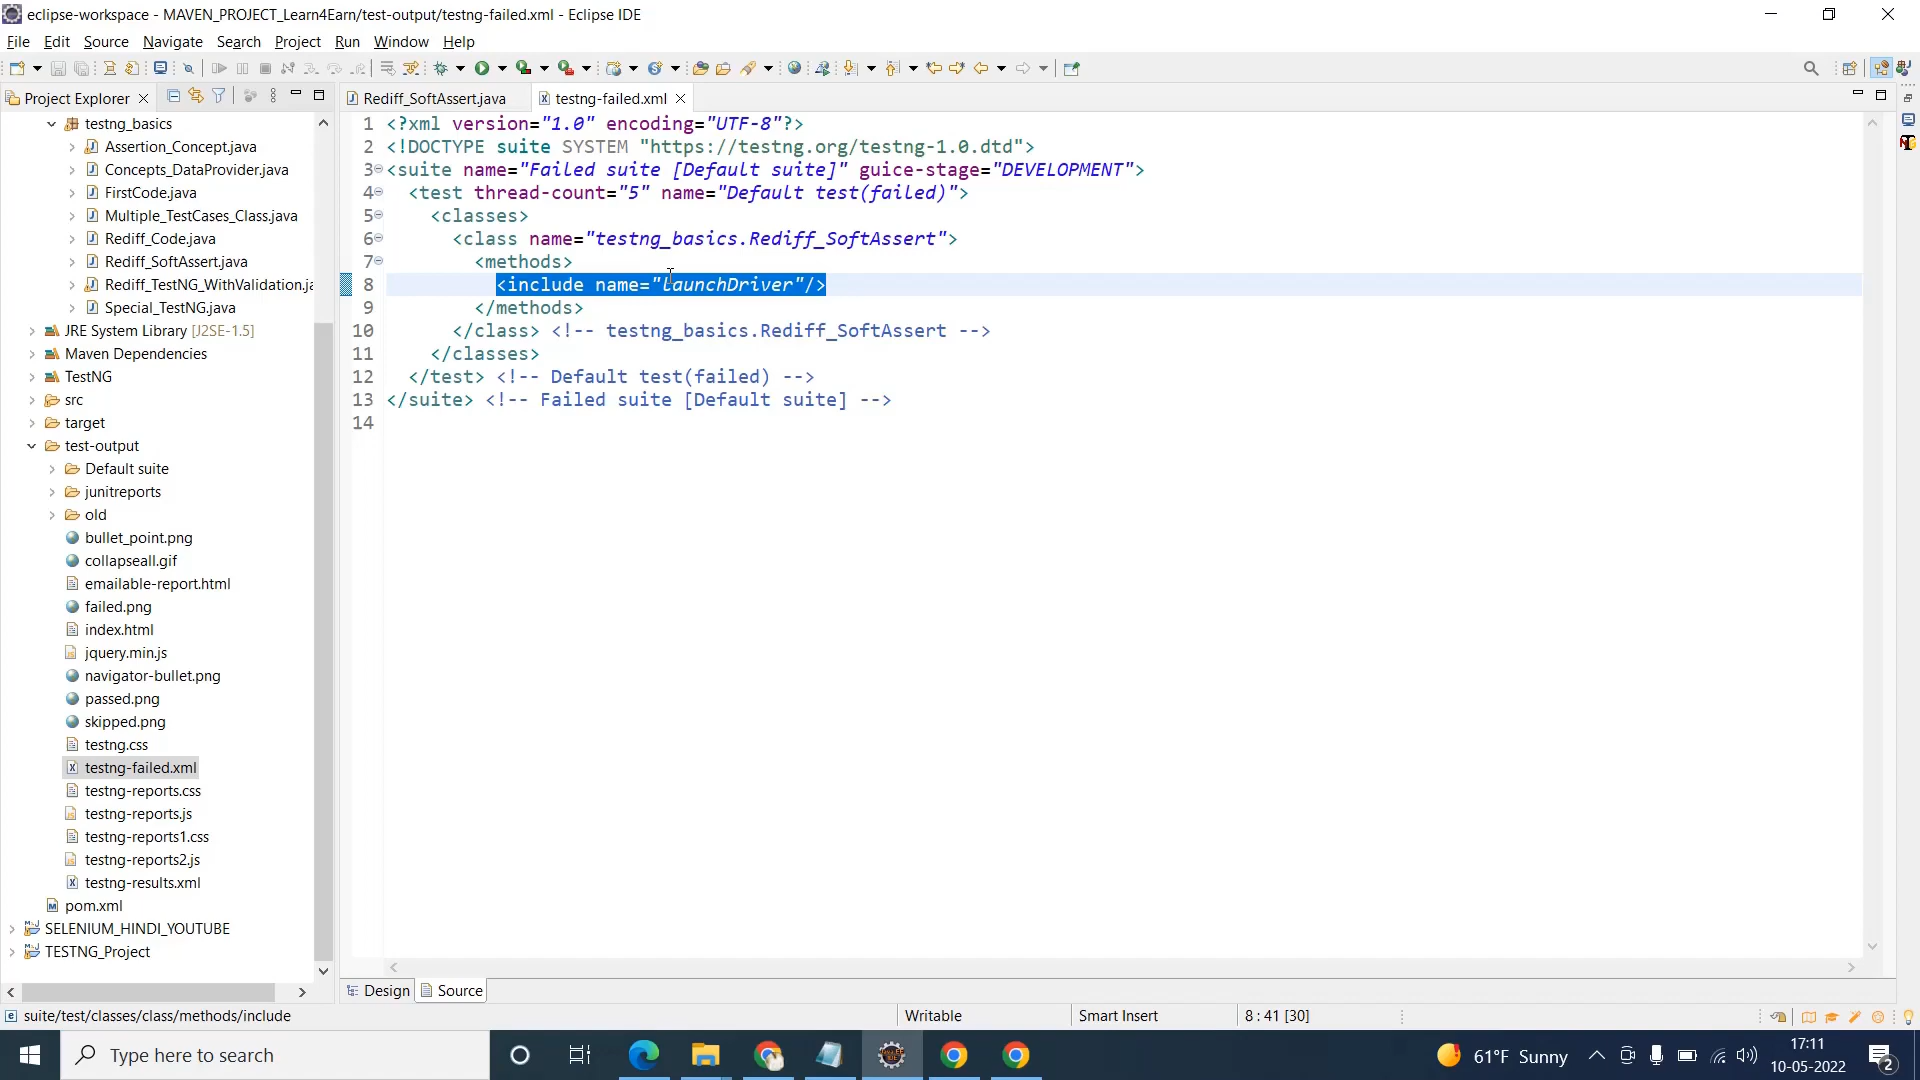 eclipse-workspace - MAVEN_PROJECT_Learn4Earn/test-output/testng-failed.xml - Eclipse IDE
File Edit Source Navigate Search Project Run Window Help
Project Explorer
Rediff_SoftAssert.java
testng-failed.xml
testng_basics
Assertion_Concept.java
Concepts_DataProvider.java
FirstCode.java
Multiple_TestCases_Class.java
Rediff_Code.java
Rediff_SoftAssert.java
Rediff_TestNG_WithValidation.ja
Special_TestNG.java
JRE System Library [J2SE-1.5]
Maven Dependencies
TestNG
src
target
test-output
Default suite
junitreports
old
bullet_point.png
collapseall.gif
emailable-report.html
failed.png
index.html
jquery.min.js
navigator-bullet.png
passed.png
skipped.png
testng.css
testng-failed.xml
testng-reports.css
testng-reports.js
testng-reports1.css
testng-reports2.js
testng-results.xml
pom.xml
SELENIUM_HINDI_YOUTUBE
TESTNG_Project
1 <?xml version="1.0" encoding="UTF-8"?>
2 <!DOCTYPE suite SYSTEM "https://testng.org/testng-1.0.dtd">
3 <suite name="Failed suite [Default suite]" guice-stage="DEVELOPMENT">
4 <test thread-count="5" name="Default test(failed)">
5 <classes>
6 <class name="testng_basics.Rediff_SoftAssert">
7 <methods>
8 <include name="launchDriver"/>
9 </methods>
10 </class> <!-- testng_basics.Rediff_SoftAssert -->
11 </classes>
12 </test> <!-- Default test(failed) -->
13 </suite> <!-- Failed suite [Default suite] -->
14
Design
Source
suite/test/classes/class/methods/include
Writable
Smart Insert
8 : 41 [30]
Type here to search
61°F Sunny
17:11
10-05-2022
2